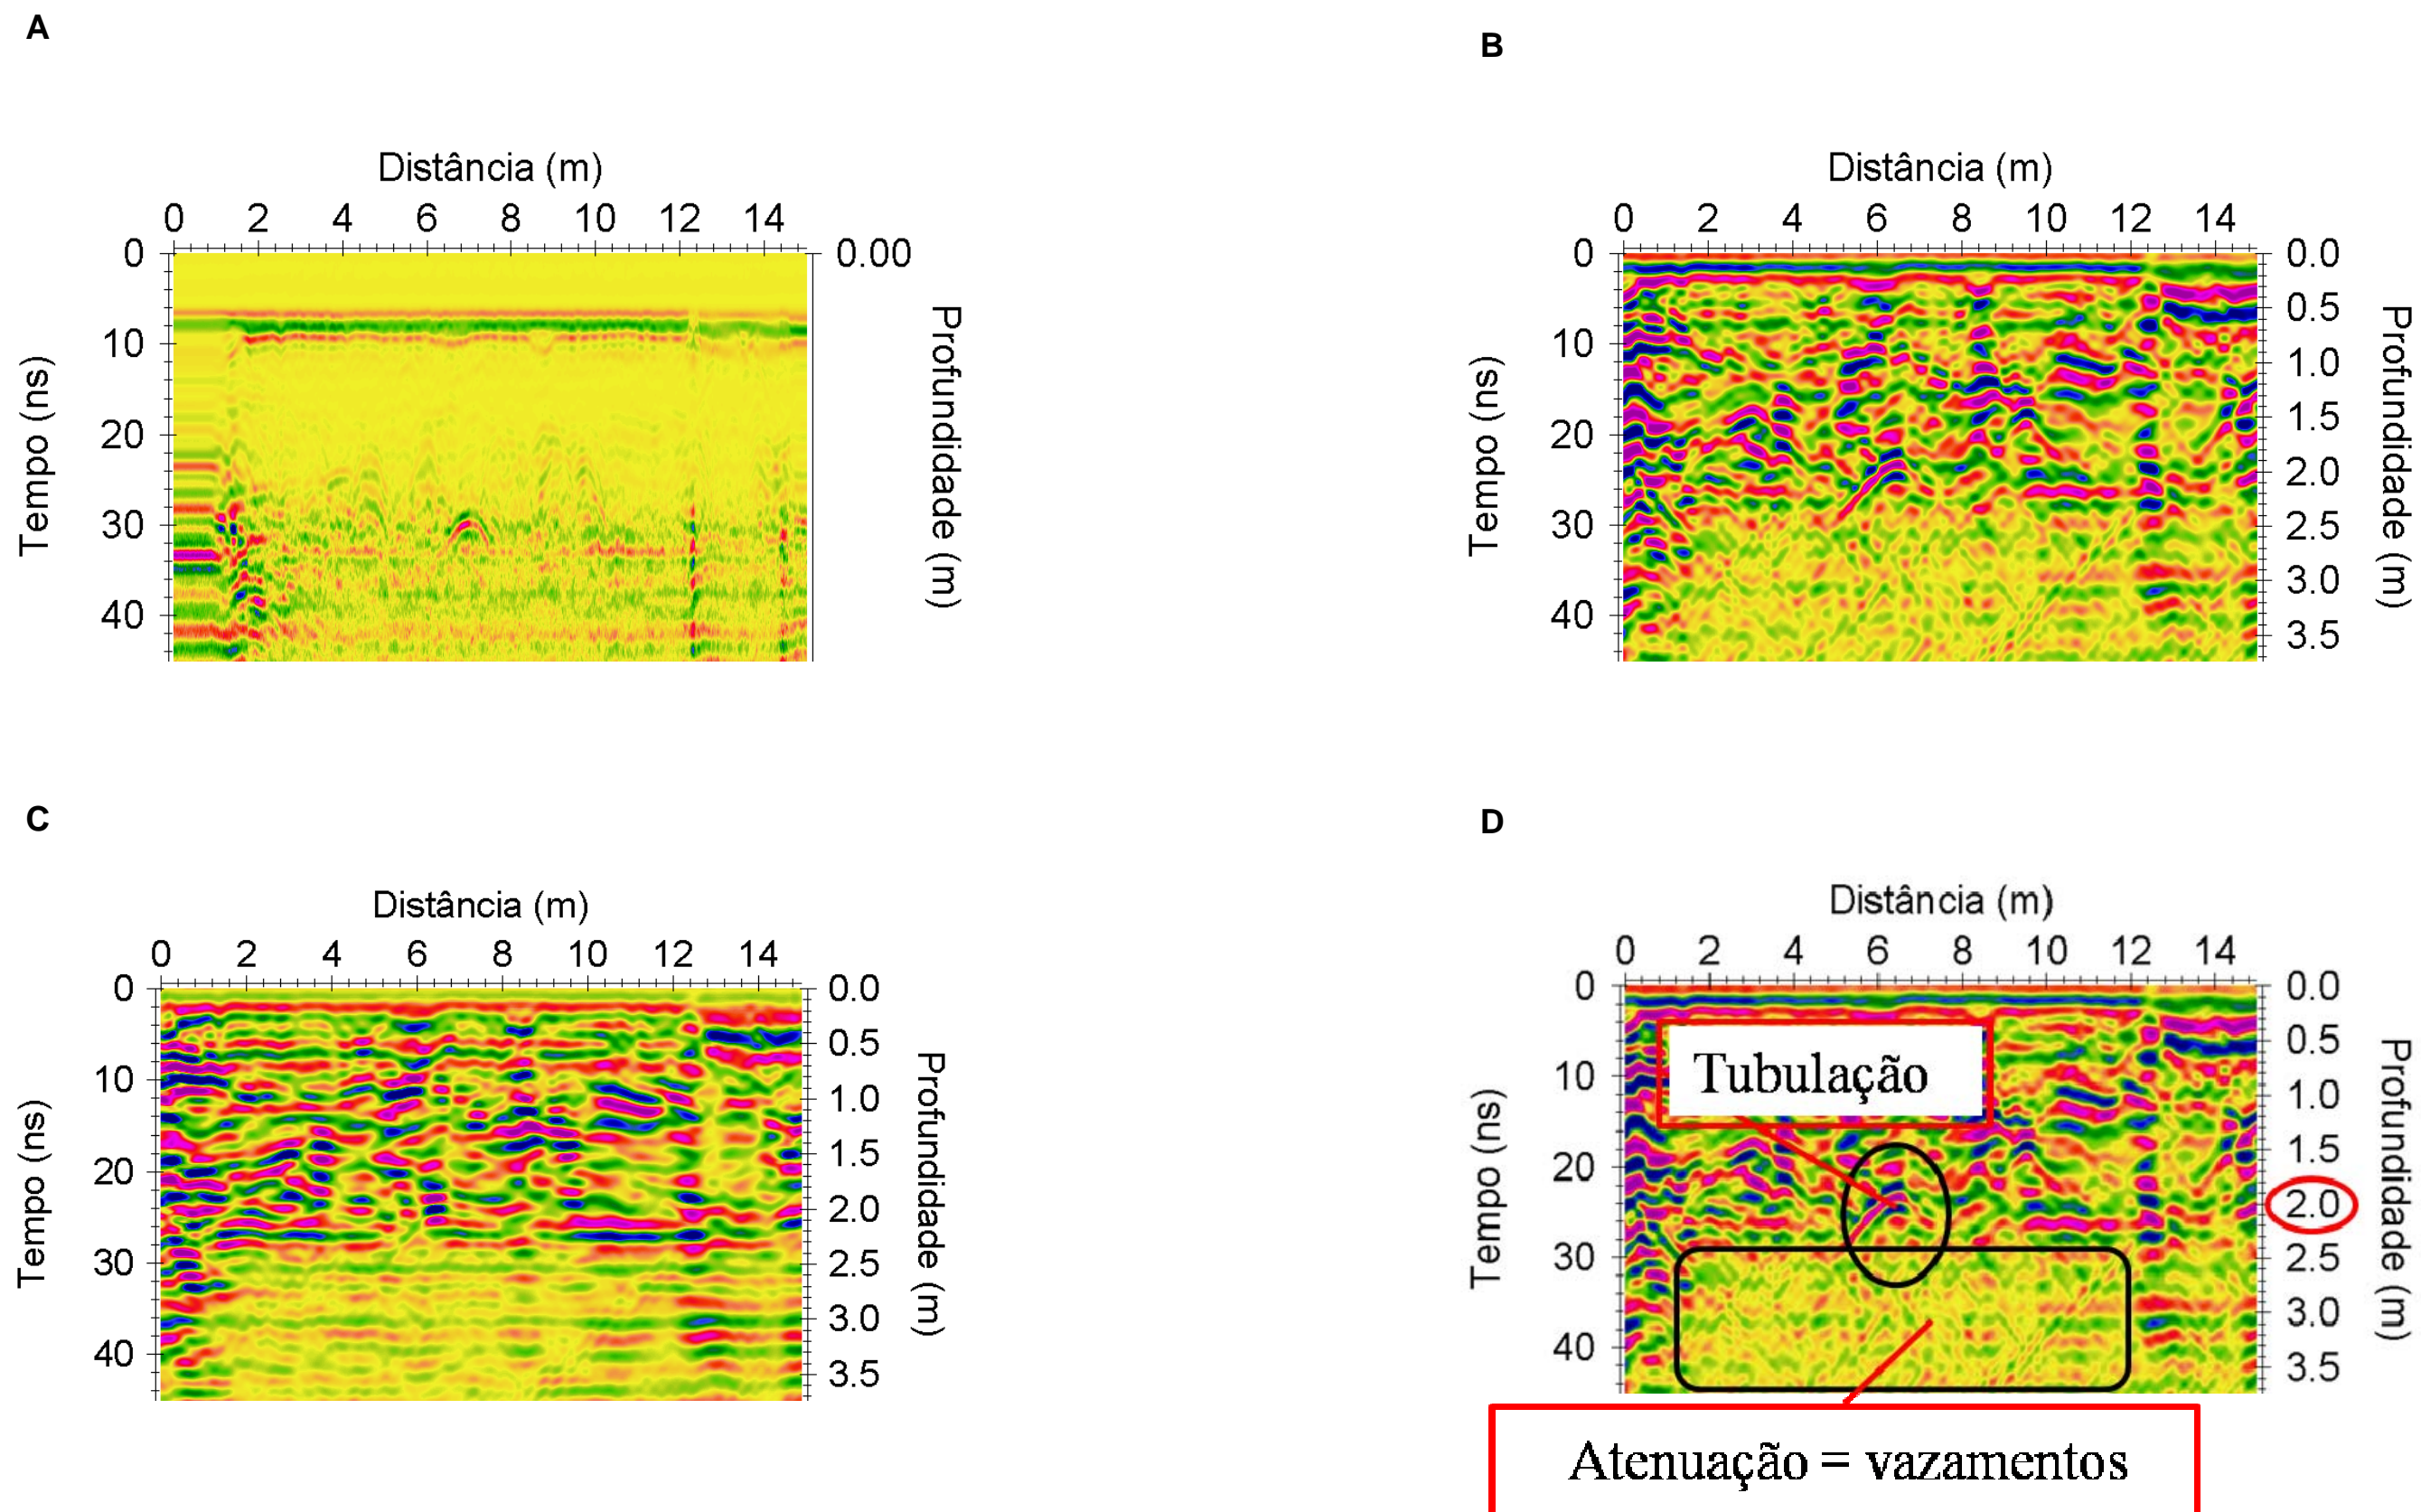 A
Distância (m)
0 2 4 6 8 10 12 14
0 0.00
10
20
30
40
Tempo (ns)
Profundidade (m)
B
Distância (m)
0 2 4 6 8 10 12 14
0 0.0
0.5
10
1.0
1.5
20
2.0
30 2.5
3.0
40
3.5
Tempo (ns)
Profundidade (m)
C
Distância (m)
0 2 4 6 8 10 12 14
0 0.0
0.5
10
1.0
1.5
20
2.0
30 2.5
3.0
40
3.5
Tempo (ns)
Profundidade (m)
D
Distância (m)
0 2 4 6 8 10 12 14
0 0.0
0.5
10
1.0
1.5
20
2.0
30 2.5
3.0
40
3.5
Tempo (ns)
Profundidade (m)
Tubulação
Atenuação = vazamentos